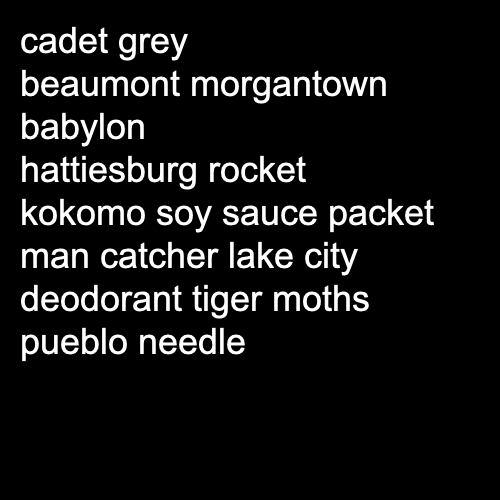 cadet grey
beaumont morgantown
babylon
hattiesburg rocket
kokomo soy sauce packet
man catcher lake city
deodorant tiger moths
pueblo needle